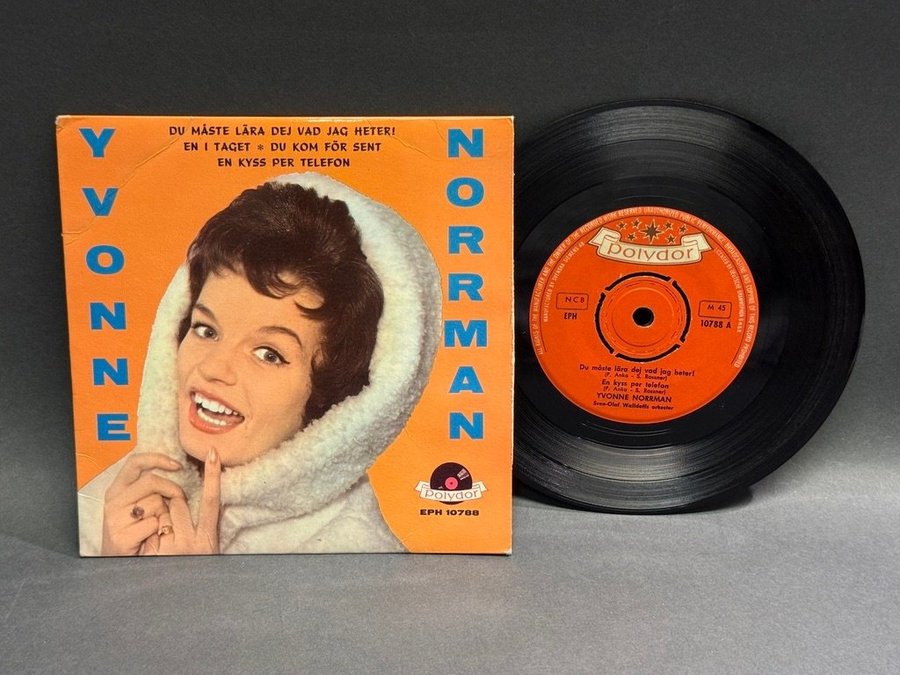 YVONNE
NORRMAN
DU MÅSTE LÄRA DEJ VAD JAG HETER!
EN I TAGET * DU KOM FÖR SENT
EN KYSS PER TELEFON
Polydor
EPH 10788
Polydor
NCB
EPH
M 45
10788 A
Du måste lära dej vad jag heter!
(F. Anka - S. Rossner)
En kyss per telefon
(F. Anka - S. Rossner)
YVONNE NORRMAN
Sven-Olof Walldoffs orkester